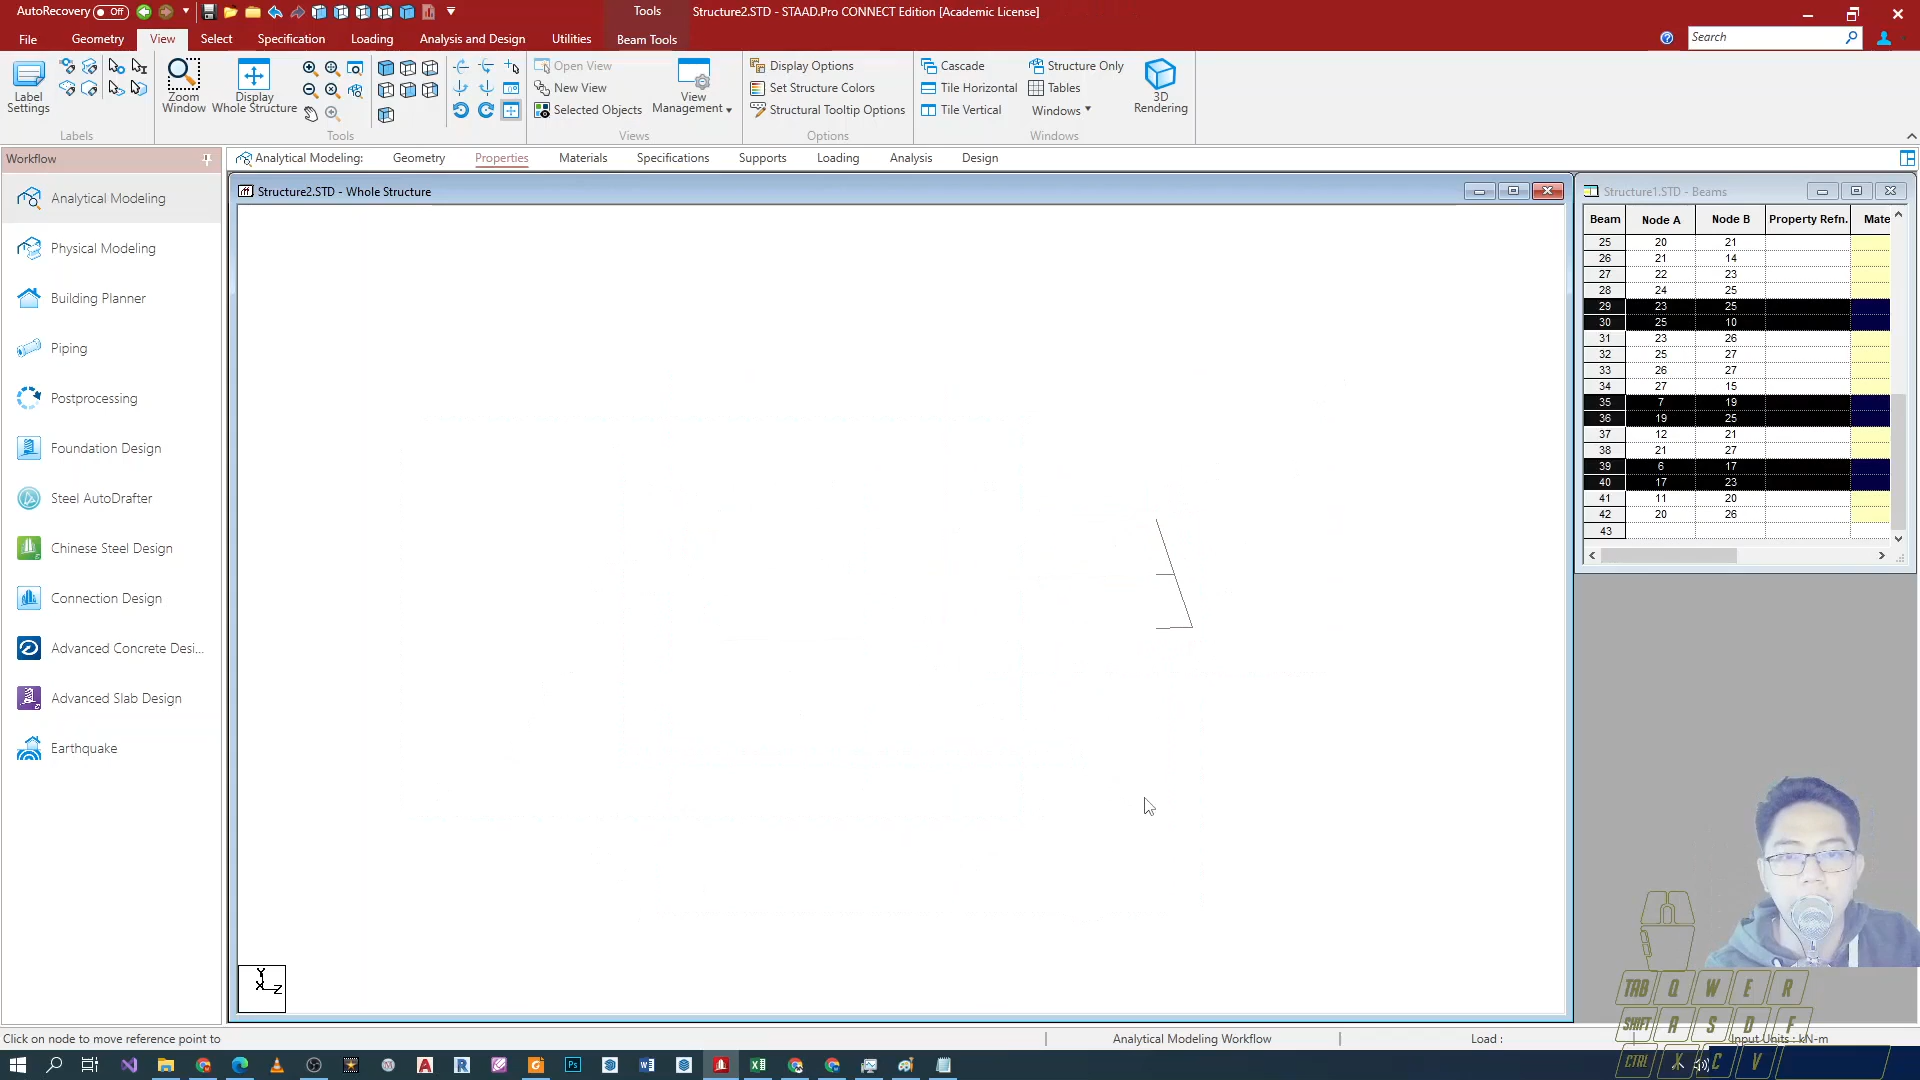 AutoRecovery Off
Tools
Structure2.STD - STAAD.Pro CONNECT Edition [Academic License]
File
Geometry
View
Select
Specification
Loading
Analysis and Design
Utilities
Beam Tools
Search
Label Settings
Zoom Window
Display Whole Structure
Open View
New View
Selected Objects
View Management
Display Options
Set Structure Colors
Structural Tooltip Options
Cascade
Tile Horizontal
Tile Vertical
Structure Only
Tables
Windows
3D Rendering
Labels
Tools
Views
Options
Windows
Workflow
Analytical Modeling:
Geometry
Properties
Materials
Specifications
Supports
Loading
Analysis
Design
Analytical Modeling
Physical Modeling
Building Planner
Piping
Postprocessing
Foundation Design
Steel AutoDrafter
Chinese Steel Design
Connection Design
Advanced Concrete Desi...
Advanced Slab Design
Earthquake
Structure2.STD - Whole Structure
Structure1.STD - Beams
Beam Node A Node B Property Refn. Mate
25 20 21
26 21 14
27 22 23
28 24 25
29 23 25
30 25 10
31 23 26
32 25 27
33 26 27
34 27 15
35 7 19
36 19 25
37 12 21
38 21 27
39 6 17
40 17 23
41 11 20
42 20 26
43
Y
X
Z
TAB Q W E R
SHIFT A S D F
CTRL X C V
Click on node to move reference point to
Analytical Modeling Workflow
Load :
Input Units : kN-m